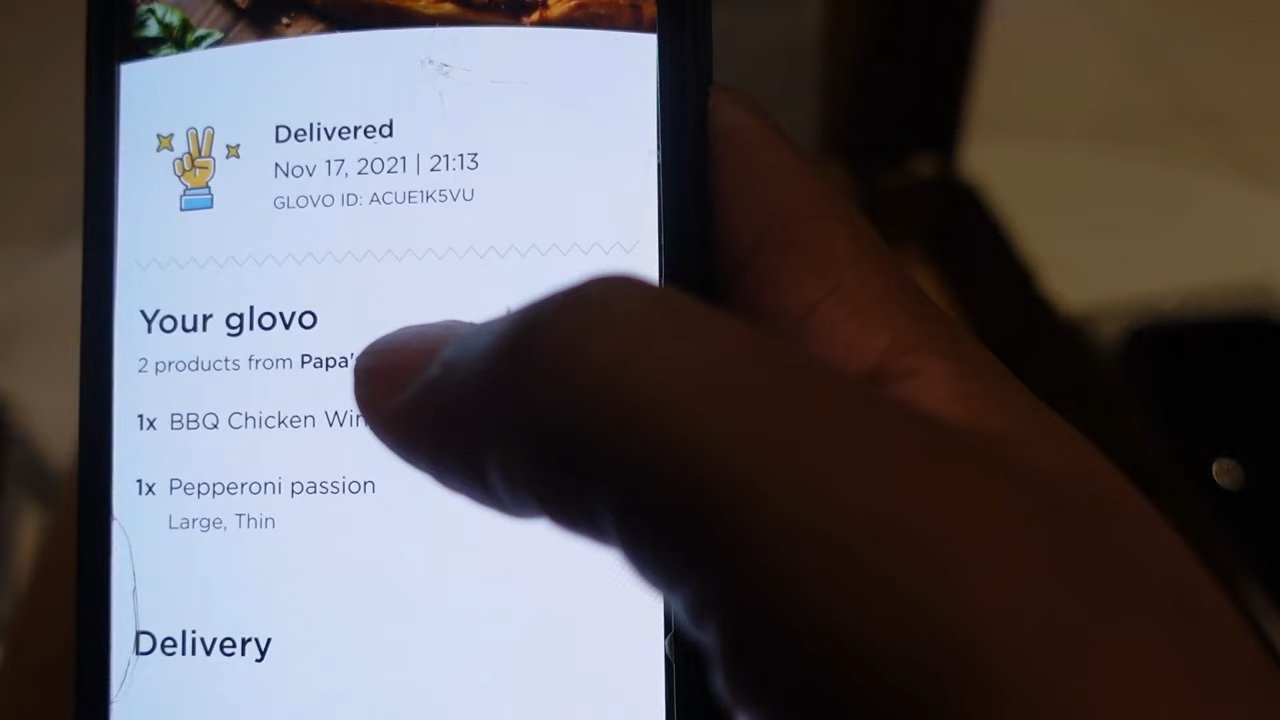 Delivered
Nov 17, 2021 | 21:13
GLOVO ID: ACUE1K5VU
Your glovo
2 products from Papa'
1x BBQ Chicken
1x Pepperoni passion
Large, Thin
Delivery